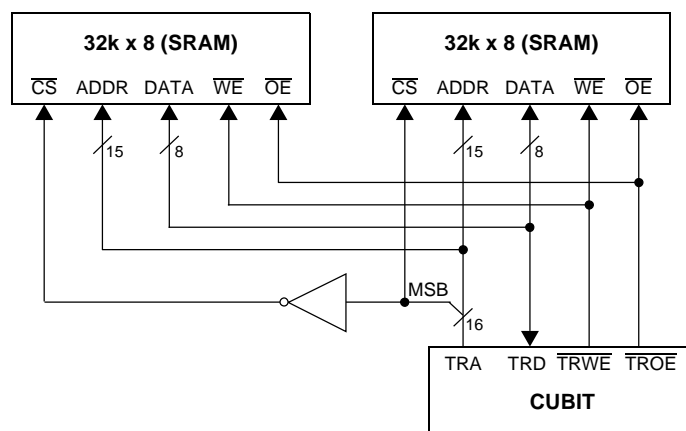 32k x 8 (SRAM)
CS ADDR DATA WE OE
32k x 8 (SRAM)
CS ADDR DATA WE OE
15
8
15
8
MSB
16
TRA TRD TRWE TROE
CUBIT